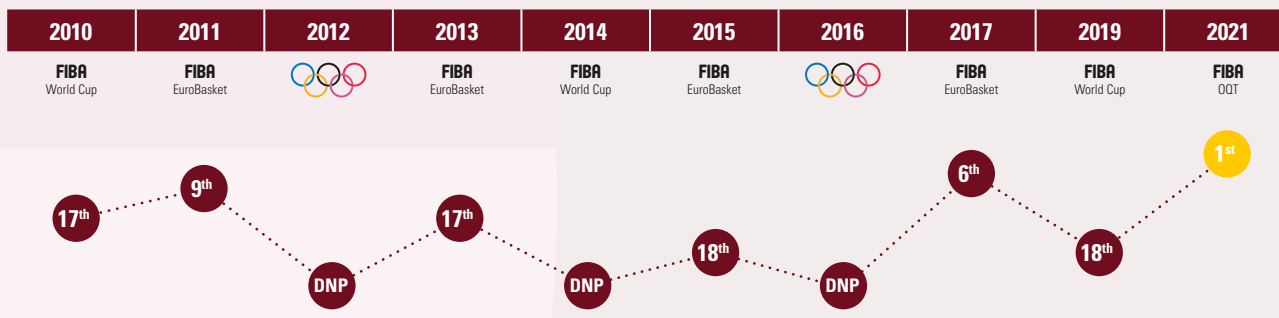 2010 2011 2012 2013 2014 2015 2016 2017 2019 2021
FIBA FIBA FIBA FIBA FIBA FIBA FIBA FIBA
World Cup EuroBasket EuroBasket World Cup EuroBasket EuroBasket World Cup OQT
1st
6th
9th
17th 17th
18th 18th
DNP DNP DNP